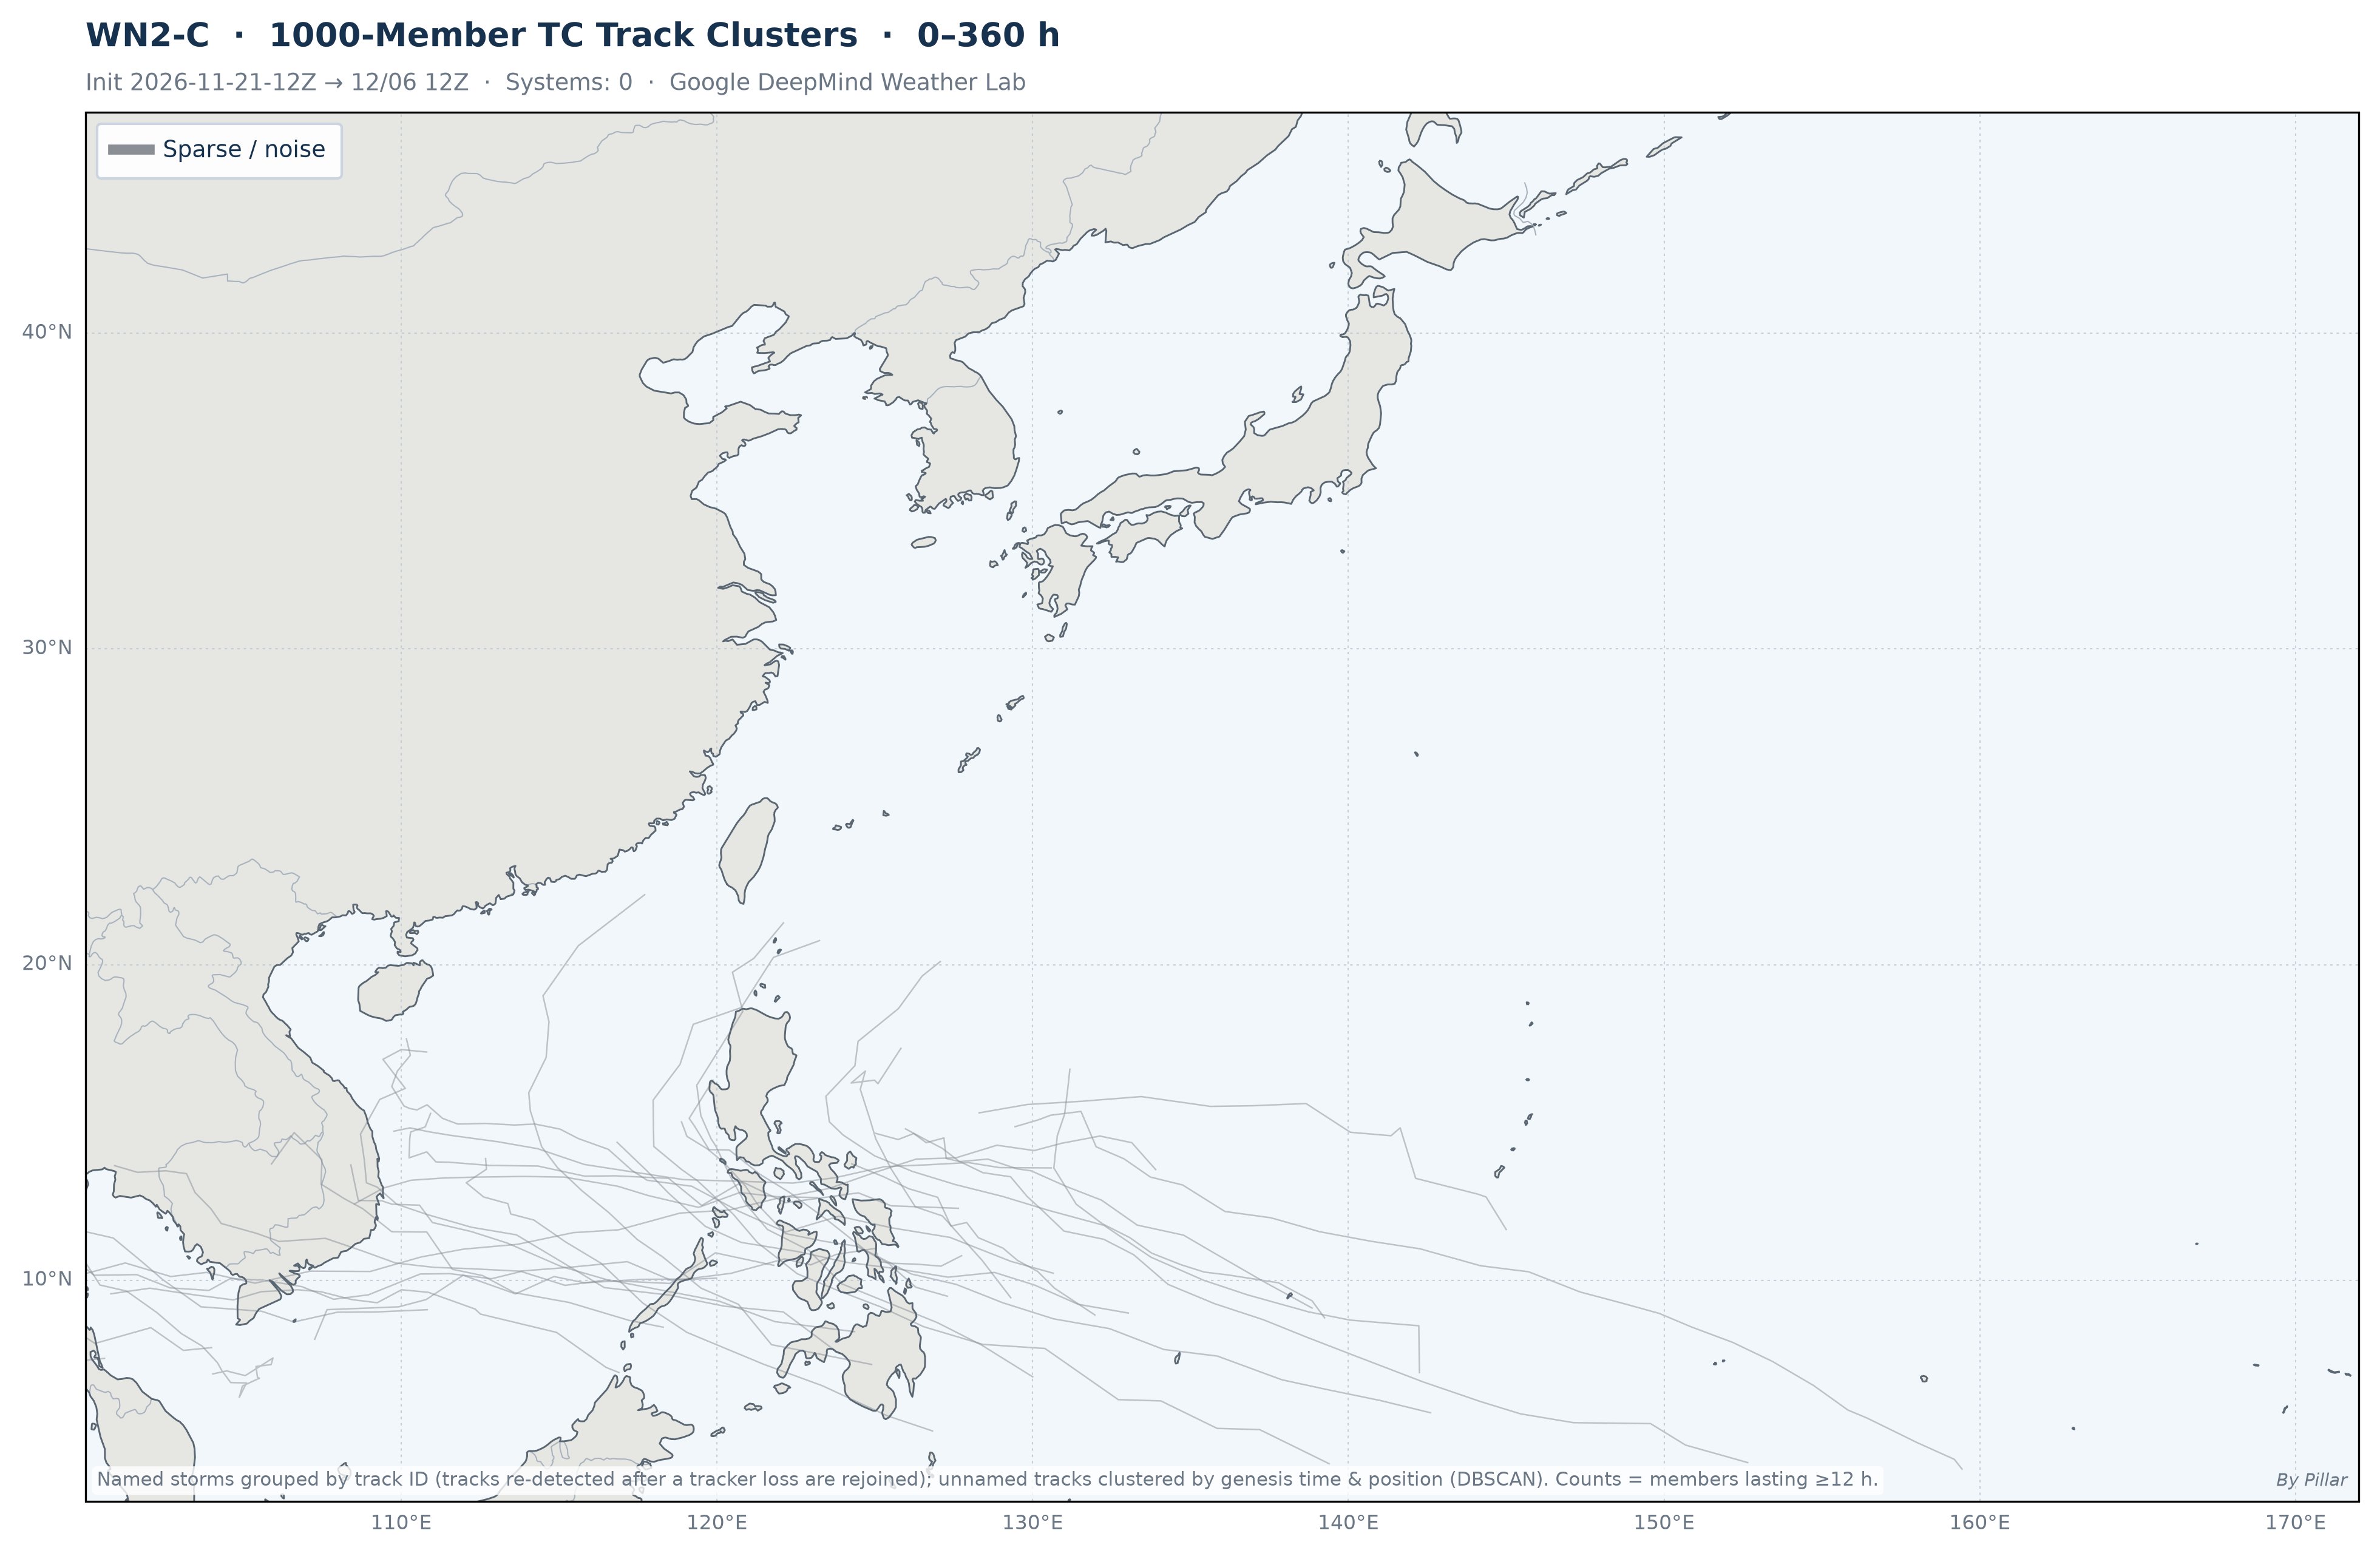 WN2-C · 1000-Member TC Track Clusters · 0–360 h
Init 2026-11-21-12Z → 12/06 12Z · Systems: 0 · Google DeepMind Weather Lab
Sparse / noise
40°N
30°N
20°N
10°N
Named storms grouped by track ID (tracks re-detected after a tracker loss are rejoined); unnamed tracks clustered by genesis time & position (DBSCAN). Counts = members lasting ≥12 h.
By Pillar
110°E
120°E
130°E
140°E
150°E
160°E
170°E